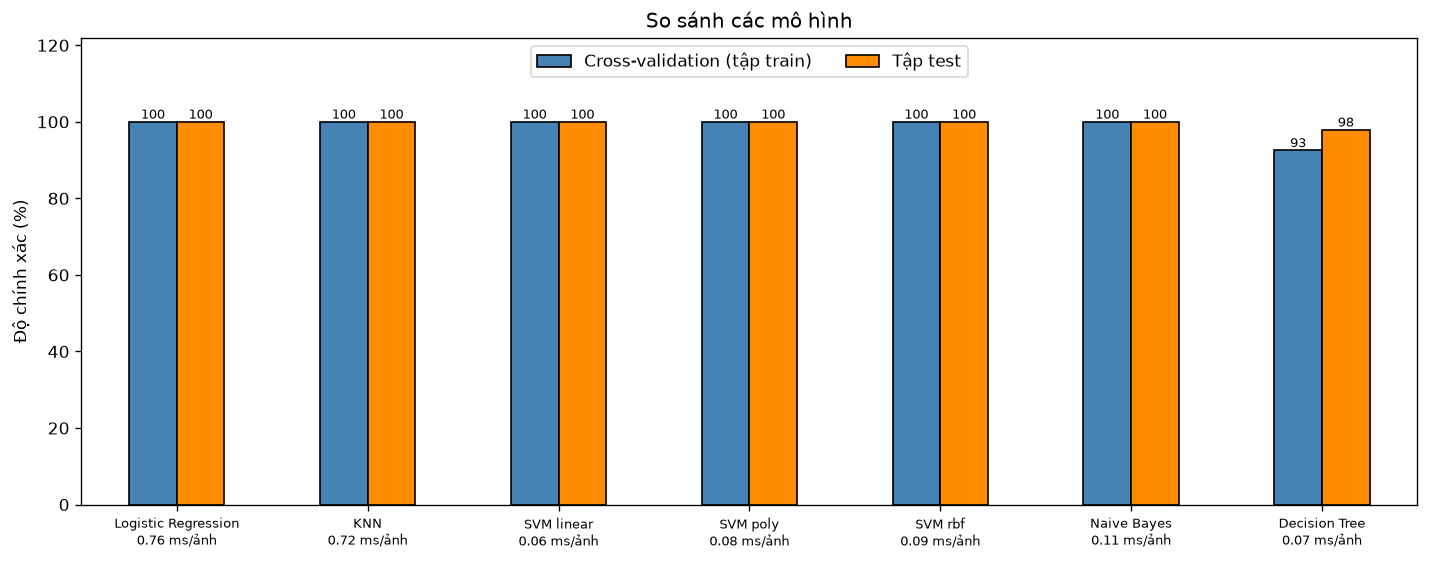 So sánh các mô hình
Cross-validation (tập train)
Tập test
Độ chính xác (%)
120
100
80
60
40
20
0
100 100 100 100 100 100 100 100 100 100 100 100 93 98
Logistic Regression
0.76 ms/ảnh
KNN
0.72 ms/ảnh
SVM linear
0.06 ms/ảnh
SVM poly
0.08 ms/ảnh
SVM rbf
0.09 ms/ảnh
Naive Bayes
0.11 ms/ảnh
Decision Tree
0.07 ms/ảnh